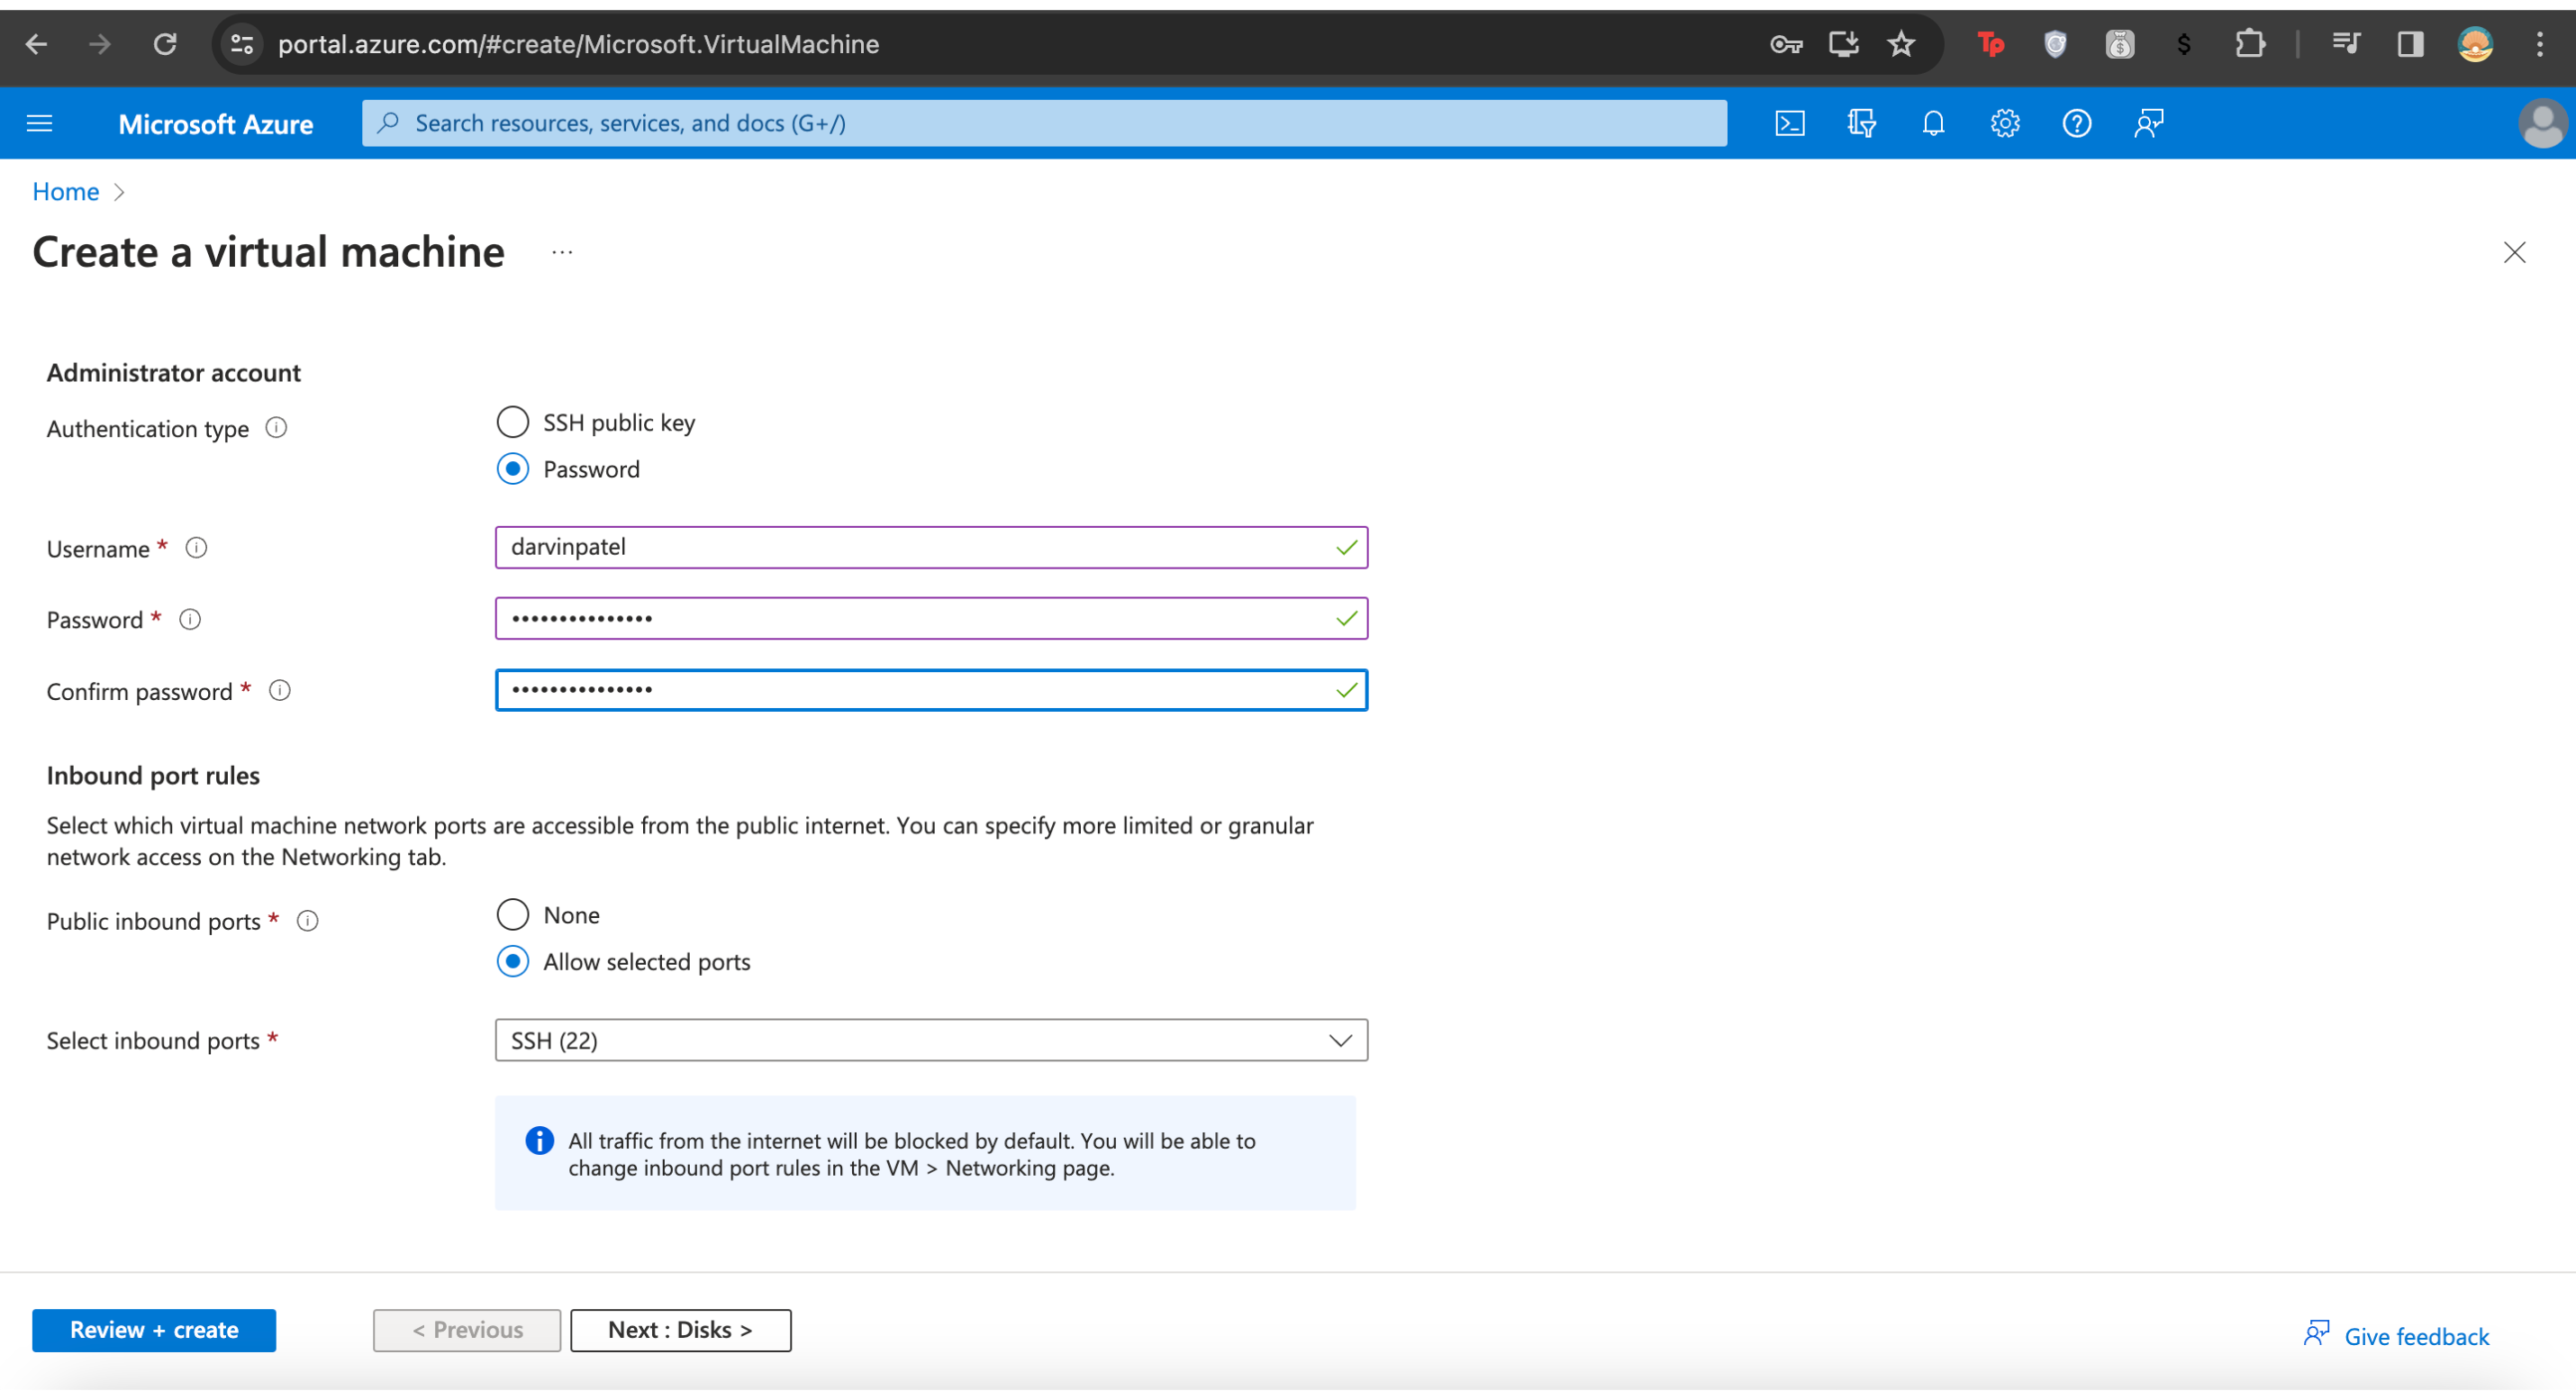 portal.azure.com/#create/Microsoft.VirtualMachine
Tp
$
Microsoft Azure
Search resources, services, and docs (G+/)
Home >
Create a virtual machine ...
Administrator account
Authentication type
SSH public key
Password
Username *
darvinpatel
Password *
•••••••••••••••
Confirm password *
•••••••••••••••
Inbound port rules
Select which virtual machine network ports are accessible from the public internet. You can specify more limited or granular
network access on the Networking tab.
Public inbound ports *
None
Allow selected ports
Select inbound ports *
SSH (22)
All traffic from the internet will be blocked by default. You will be able to
change inbound port rules in the VM > Networking page.
Review + create
< Previous
Next : Disks >
Give feedback